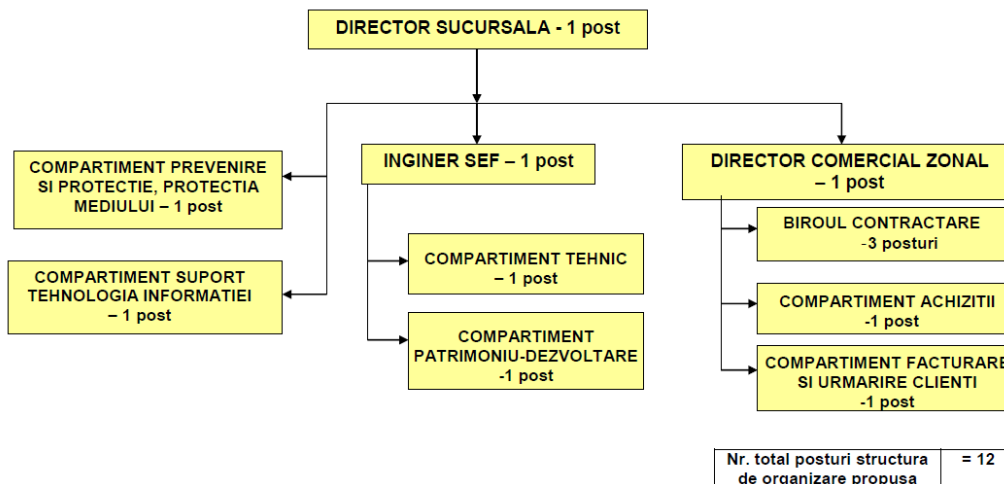 DIRECTOR SUCURSALA - 1 post
COMPARTIMENT PREVENIRE
SI PROTECTIE, PROTECTIA
MEDIULUI – 1 post
COMPARTIMENT SUPORT
TEHNOLOGIA INFORMATIEI
– 1 post
INGINER SEF – 1 post
COMPARTIMENT TEHNIC
– 1 post
COMPARTIMENT
PATRIMONIU-DEZVOLTARE
-1 post
DIRECTOR COMERCIAL ZONAL
– 1 post
BIROUL CONTRACTARE
-3 posturi
COMPARTIMENT ACHIZITII
-1 post
COMPARTIMENT FACTURARE
SI URMARIRE CLIENTI
-1 post
Nr. total posturi structura = 12
de organizare propusa